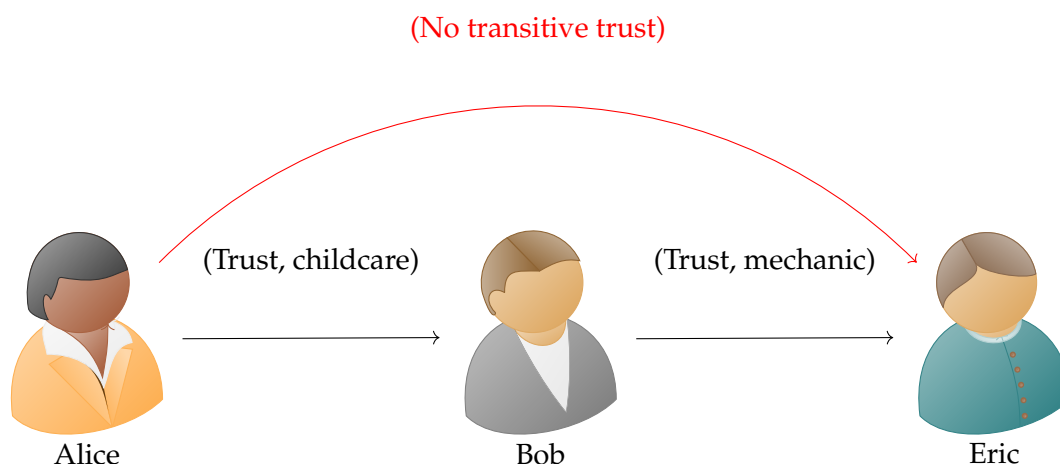 (No transitive trust)
(Trust, childcare)
(Trust, mechanic)
Alice
Bob
Eric